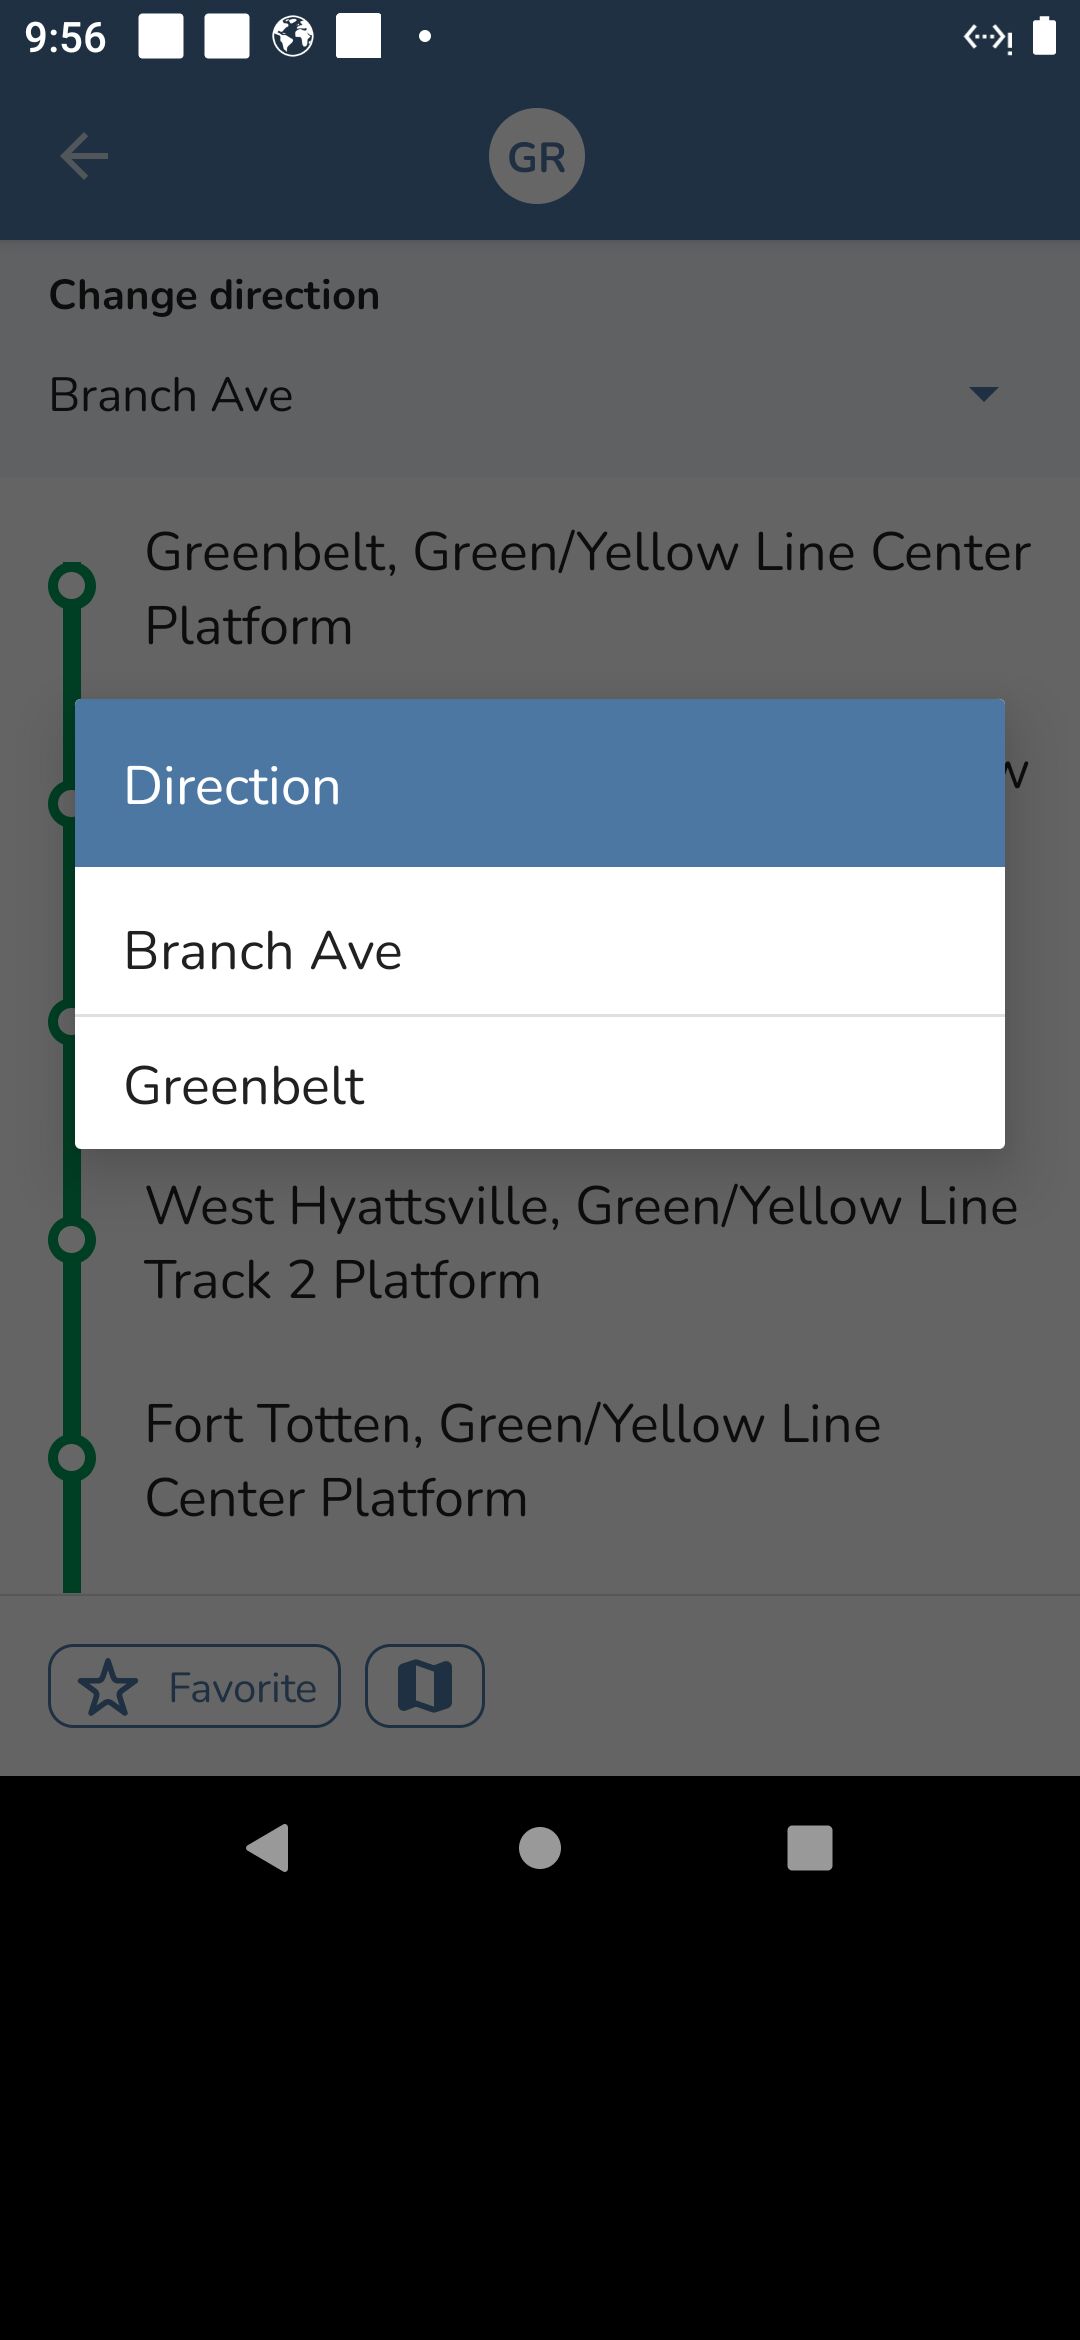 9:56
GR
Change direction
Branch Ave
Greenbelt, Green/Yellow Line Center
Platform
Direction
Branch Ave
Greenbelt
West Hyattsville, Green/Yellow Line
Track 2 Platform
Fort Totten, Green/Yellow Line
Center Platform
Favorite